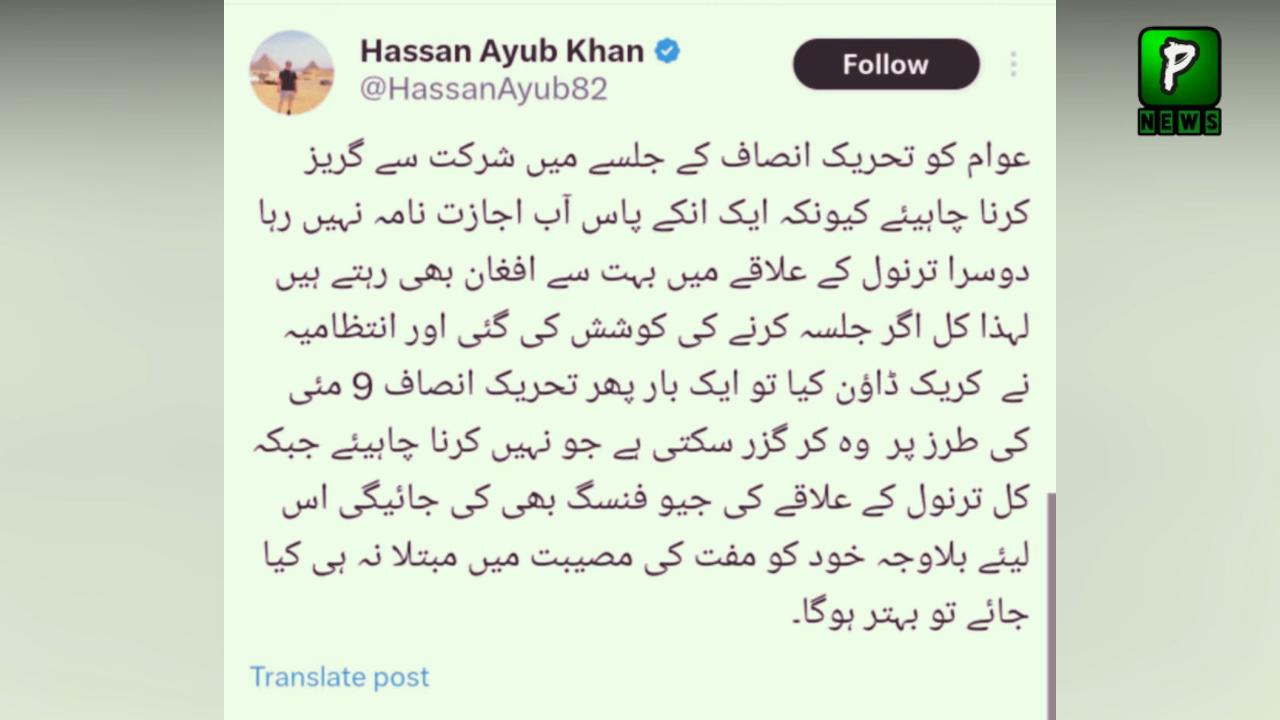 Hassan Ayub Khan
@HassanAyub82
Follow
P
NEWS
عوام کو تحریک انصاف کے جلسے میں شرکت سے گریز
کرنا چاہیئے کیونکہ ایک انکے پاس آب اجازت نامہ نہیں رہا
دوسرا ترنول کے علاقے میں بہت سے افغان بھی رہتے ہیں
لہذا کل اگر جلسہ کرنے کی کوشش کی گئی اور انتظامیہ
نے کریک ڈاؤن کیا تو ایک بار پھر تحریک انصاف 9 مئی
کی طرز پر وہ کر گزر سکتی ہے جو نہیں کرنا چاہیئے جبکہ
کل ترنول کے علاقے کی جیو فنسگ بھی کی جائیگی اس
لیئے بلاوجہ خود کو مفت کی مصیبت میں مبتلا نہ ہی کیا
جائے تو بہتر ہوگا۔
Translate post